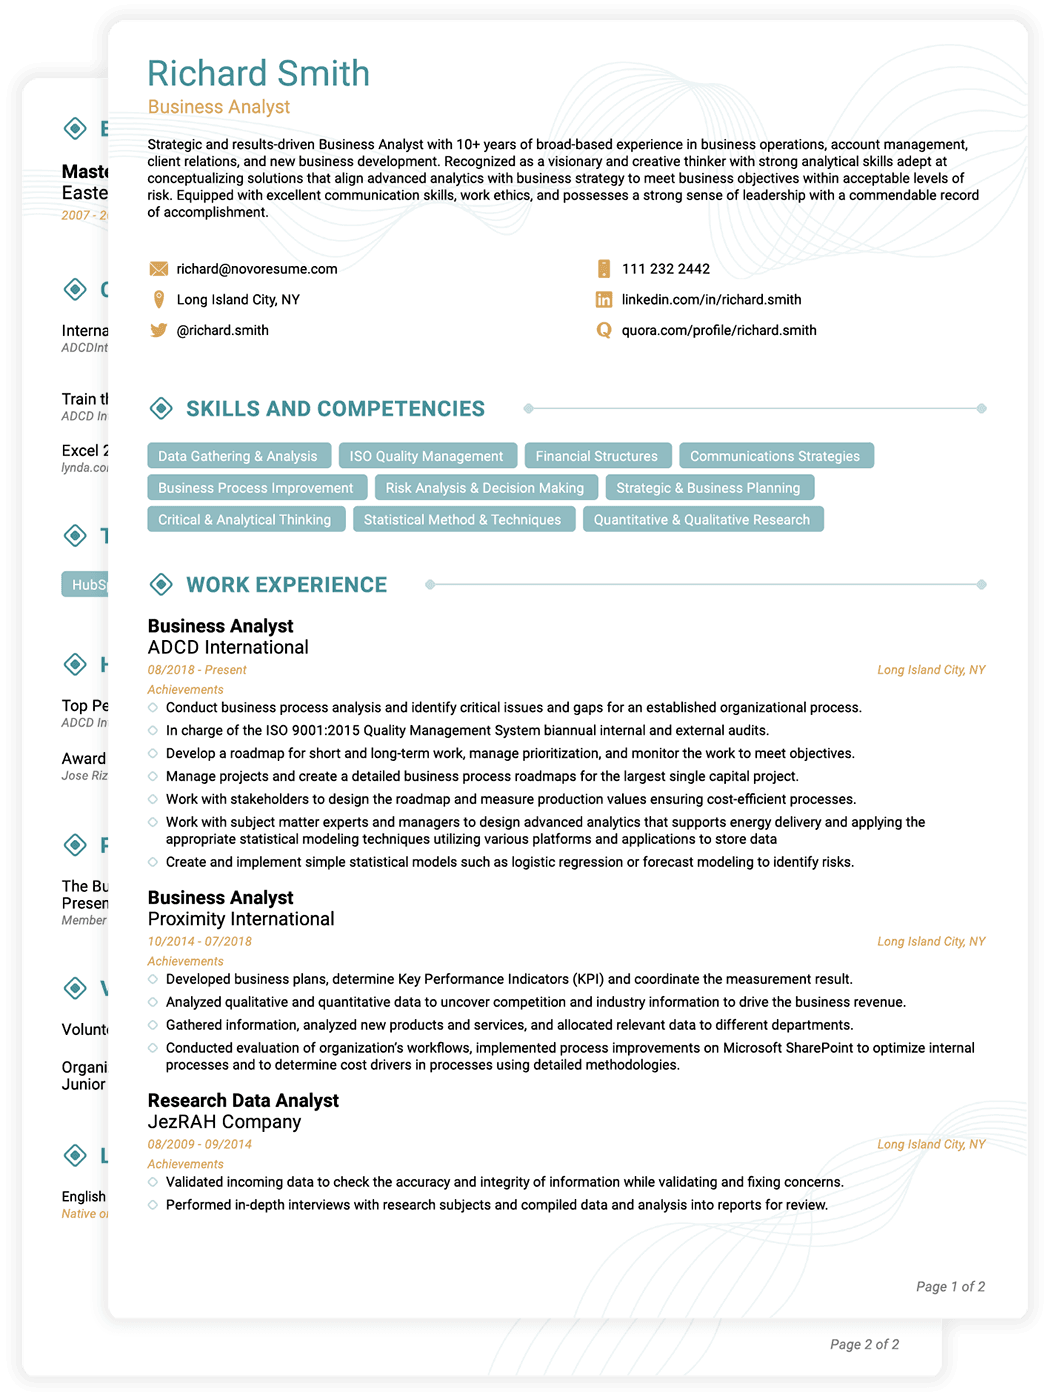 Richard Smith
Business Analyst
Strategic and results-driven Business Analyst with 10+ years of broad-based experience in business operations, account management,
client relations, and new business development. Recognized as a visionary and creative thinker with strong analytical skills adept at
conceptualizing solutions that align advanced analytics with business strategy to meet business objectives within acceptable levels of
risk. Equipped with excellent communication skills, work ethics, and possesses a strong sense of leadership with a commendable record
of accomplishment.
richard@novoresume.com
111 232 2442
Long Island City, NY
linkedin.com/in/richard.smith
@richard.smith
quora.com/profile/richard.smith
SKILLS AND COMPETENCIES
Data Gathering & Analysis ISO Quality Management Financial Structures Communications Strategies
Business Process Improvement Risk Analysis & Decision Making Strategic & Business Planning
Critical & Analytical Thinking Statistical Method & Techniques Quantitative & Qualitative Research
WORK EXPERIENCE
Business Analyst
ADCD International
08/2018 - Present Long Island City, NY
Achievements
Conduct business process analysis and identify critical issues and gaps for an established organizational process.
In charge of the ISO 9001:2015 Quality Management System biannual internal and external audits.
Develop a roadmap for short and long-term work, manage prioritization, and monitor the work to meet objectives.
Manage projects and create a detailed business process roadmaps for the largest single capital project.
Work with stakeholders to design the roadmap and measure production values ensuring cost-efficient processes.
Work with subject matter experts and managers to design advanced analytics that supports energy delivery and applying the
appropriate statistical modeling techniques utilizing various platforms and applications to store data
Create and implement simple statistical models such as logistic regression or forecast modeling to identify risks.
Business Analyst
Proximity International
10/2014 - 07/2018 Long Island City, NY
Achievements
Developed business plans, determine Key Performance Indicators (KPI) and coordinate the measurement result.
Analyzed qualitative and quantitative data to uncover competition and industry information to drive the business revenue.
Gathered information, analyzed new products and services, and allocated relevant data to different departments.
Conducted evaluation of organization's workflows, implemented process improvements on Microsoft SharePoint to optimize internal
processes and to determine cost drivers in processes using detailed methodologies.
Research Data Analyst
JezRAH Company
08/2009 - 09/2014 Long Island City, NY
Achievements
Validated incoming data to check the accuracy and integrity of information while validating and fixing concerns.
Performed in-depth interviews with research subjects and compiled data and analysis into reports for review.
Page 1 of 2
Maste
Easte
2007 - 2
Interna
ADCDInt
Train t
ADCD In
Excel 2
lynda.co
HubSp
Top Pe
ADCD In
Award
Jose Riz
The Bu
Presen
Member
Volunt
Organi
Junior
English
Native o
Page 2 of 2